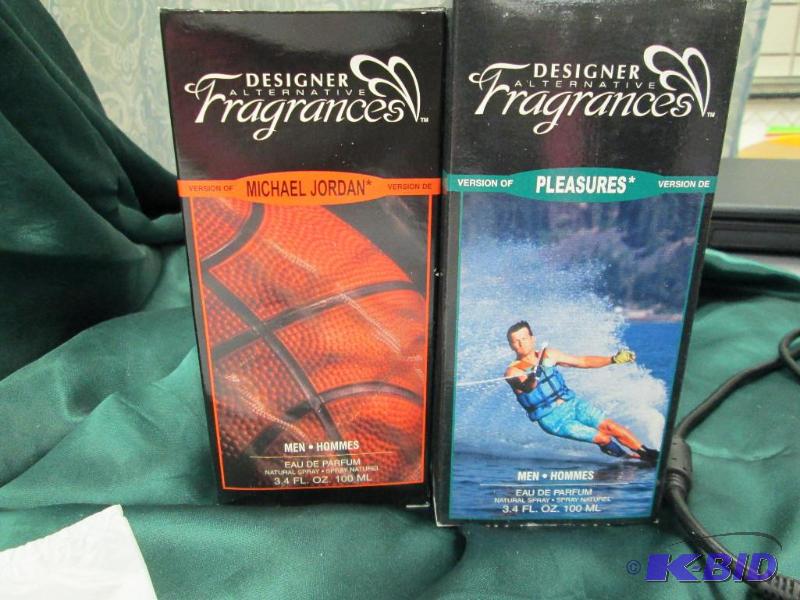 DESIGNER
ALTERNATIVE
Fragrances™
VERSION OF MICHAEL JORDAN* VERSION DE
MEN • HOMMES
EAU DE PARFUM
NATURAL SPRAY • SPRAY NATUREL
3.4 FL. OZ. 100 ML
DESIGNER
ALTERNATIVE
Fragrances™
VERSION OF PLEASURES* VERSION DE
MEN • HOMMES
EAU DE PARFUM
NATURAL SPRAY • SPRAY NATUREL
3.4 FL. OZ. 100 ML
© K-BID